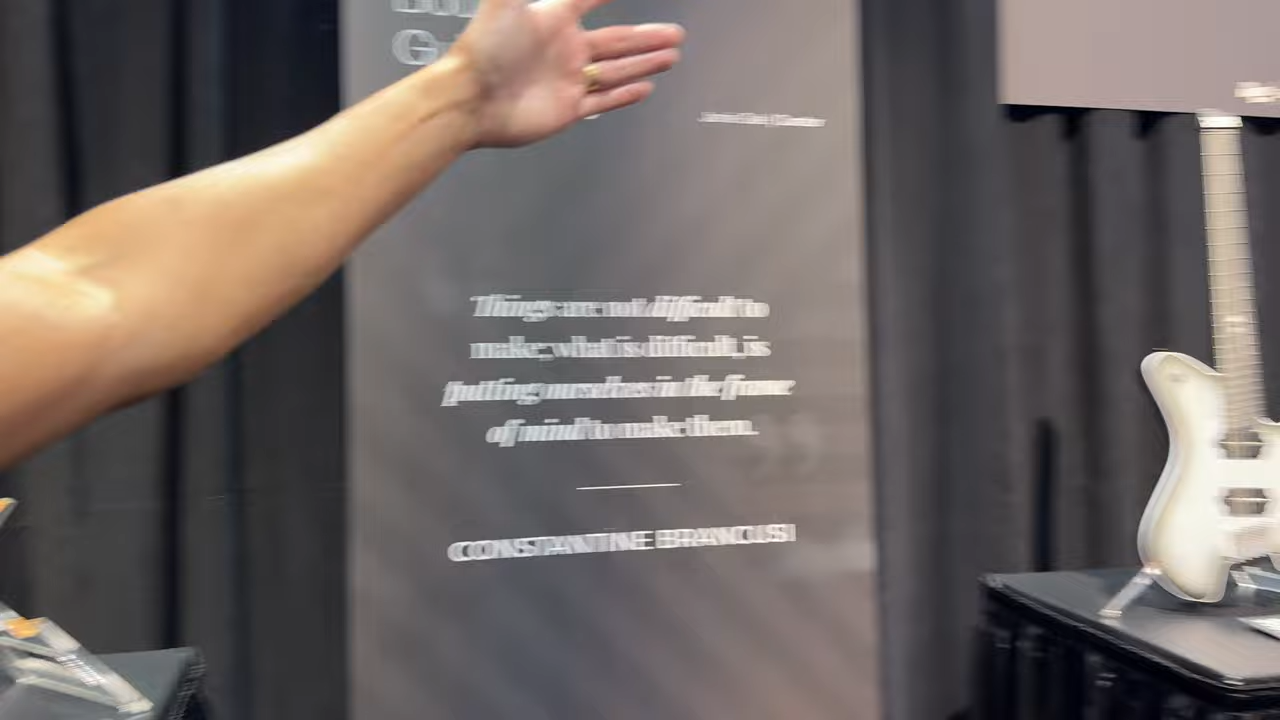 Things are not difficult to
make; what is difficult, is
putting ourselves in the frame
of mind to make them.
CONSTANTINE BRANCUSI